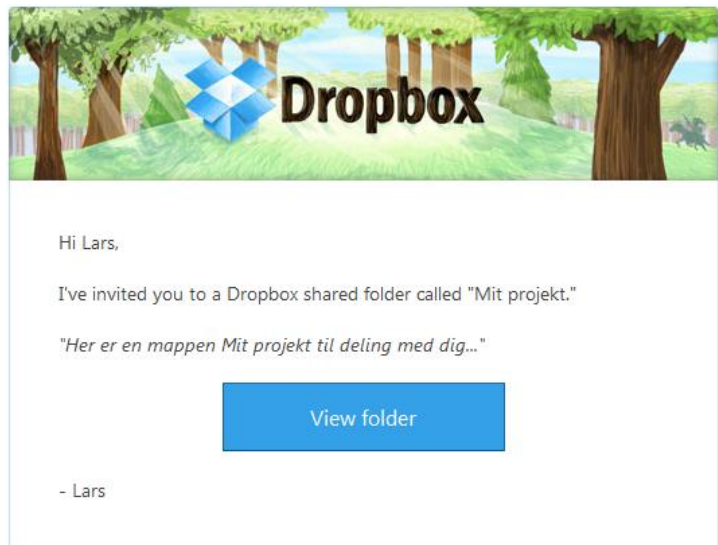 Dropbox
Hi Lars,
I've invited you to a Dropbox shared folder called "Mit projekt."
"Her er en mappen Mit projekt til deling med dig..."
View folder
- Lars